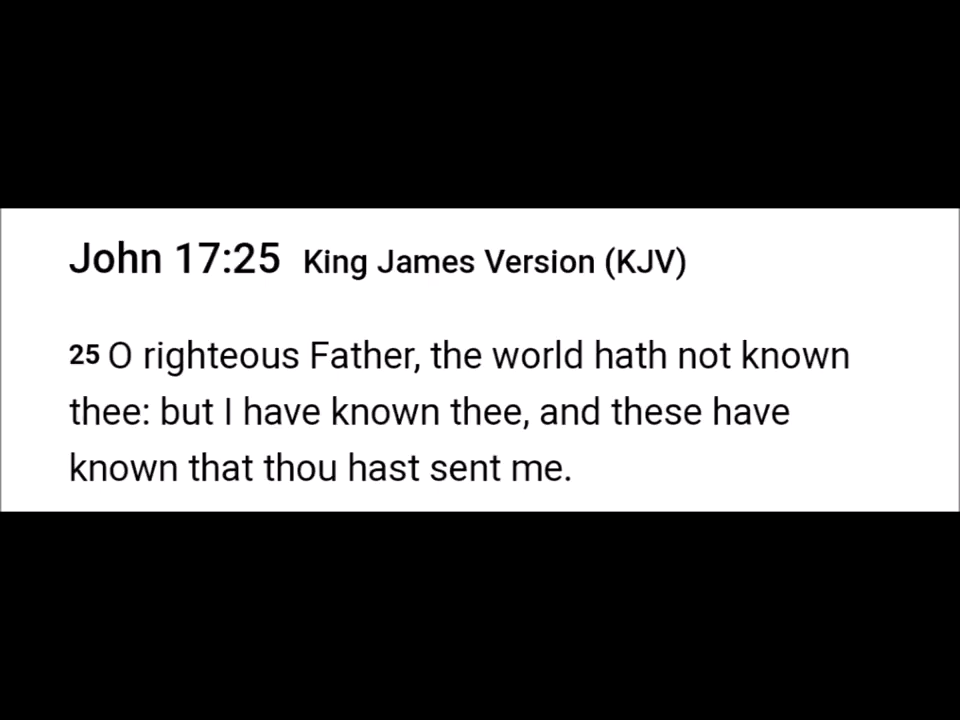 John 17:25 King James Version (KJV)
25 O righteous Father, the world hath not known
thee: but I have known thee, and these have
known that thou hast sent me.